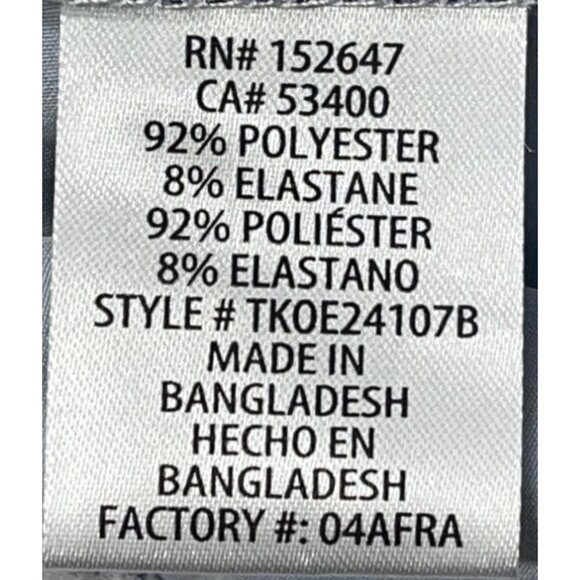 RN# 152647
CA# 53400
92% POLYESTER
8% ELASTANE
92% POLIÉSTER
8% ELASTANO
STYLE # TKOE24107B
MADE IN
BANGLADESH
HECHO EN
BANGLADESH
FACTORY #: 04AFRA